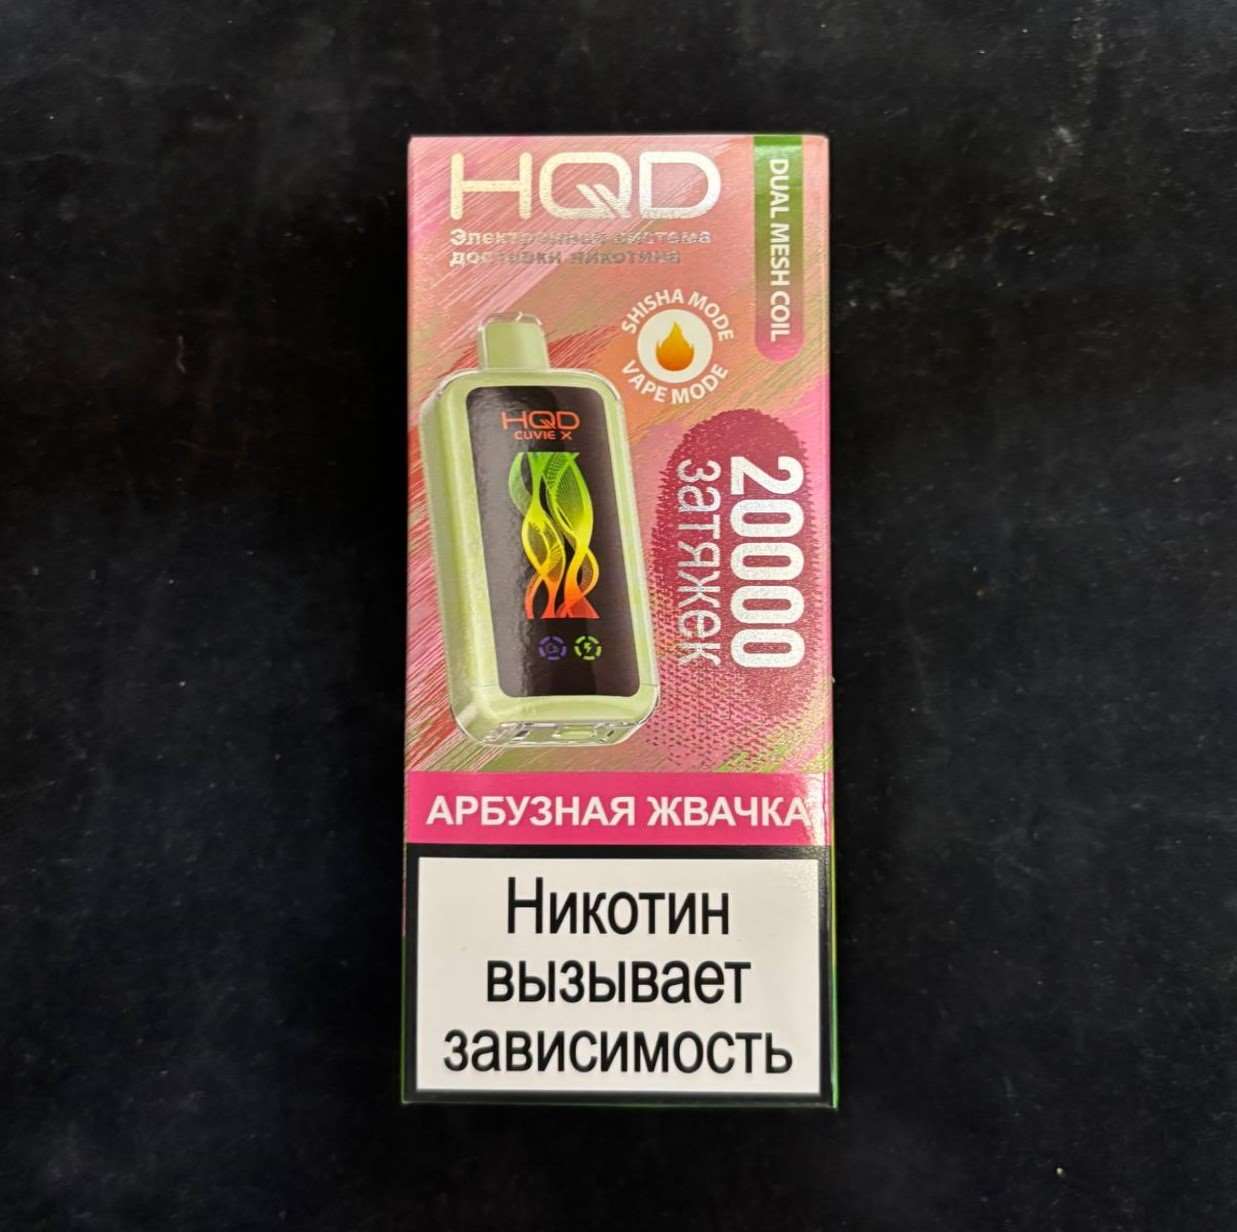 HQD
Электронная система
доставки никотина
DUAL MESH COIL
SHISHA MODE
VAPE MODE
HQD
CUVIE X
20000
затяжек
АРБУЗНАЯ ЖВАЧКА
Никотин
вызывает
зависимость